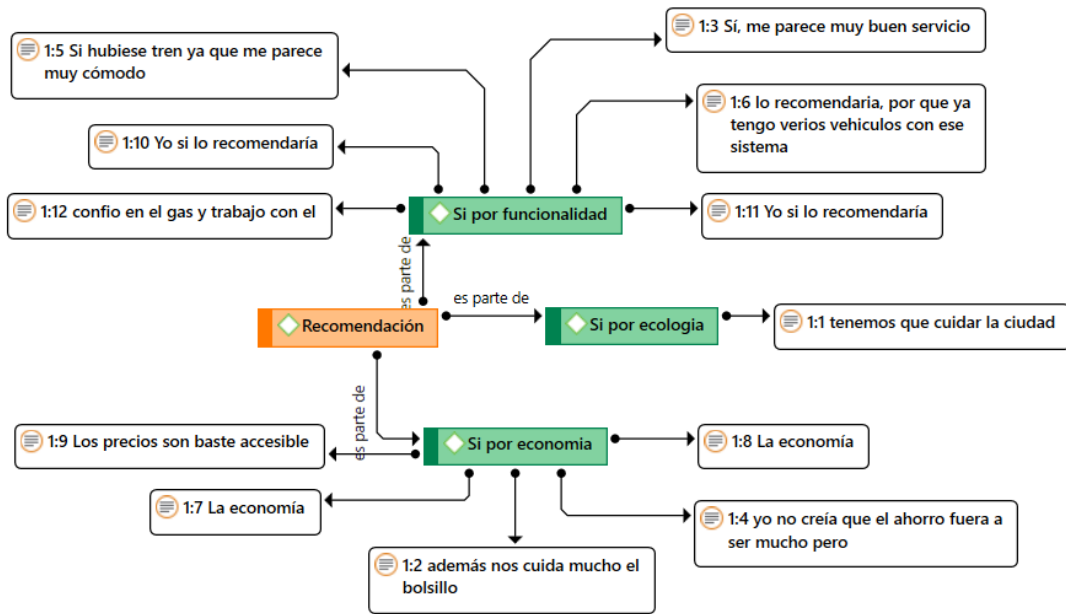 1:3 Sí, me parece muy buen servicio
1:5 Si hubiese tren ya que me parece
muy cómodo
1:6 lo recomendaria, por que ya
tengo verios vehiculos con ese
sistema
1:10 Yo si lo recomendaría
1:12 confio en el gas y trabajo con el
Si por funcionalidad
1:11 Yo si lo recomendaría
es parte de
es parte de
Recomendación
Si por ecologia
1:1 tenemos que cuidar la ciudad
es parte de
1:9 Los precios son baste accesible
Si por economia
1:8 La economía
1:7 La economía
1:4 yo no creía que el ahorro fuera a
ser mucho pero
1:2 además nos cuida mucho el
bolsillo